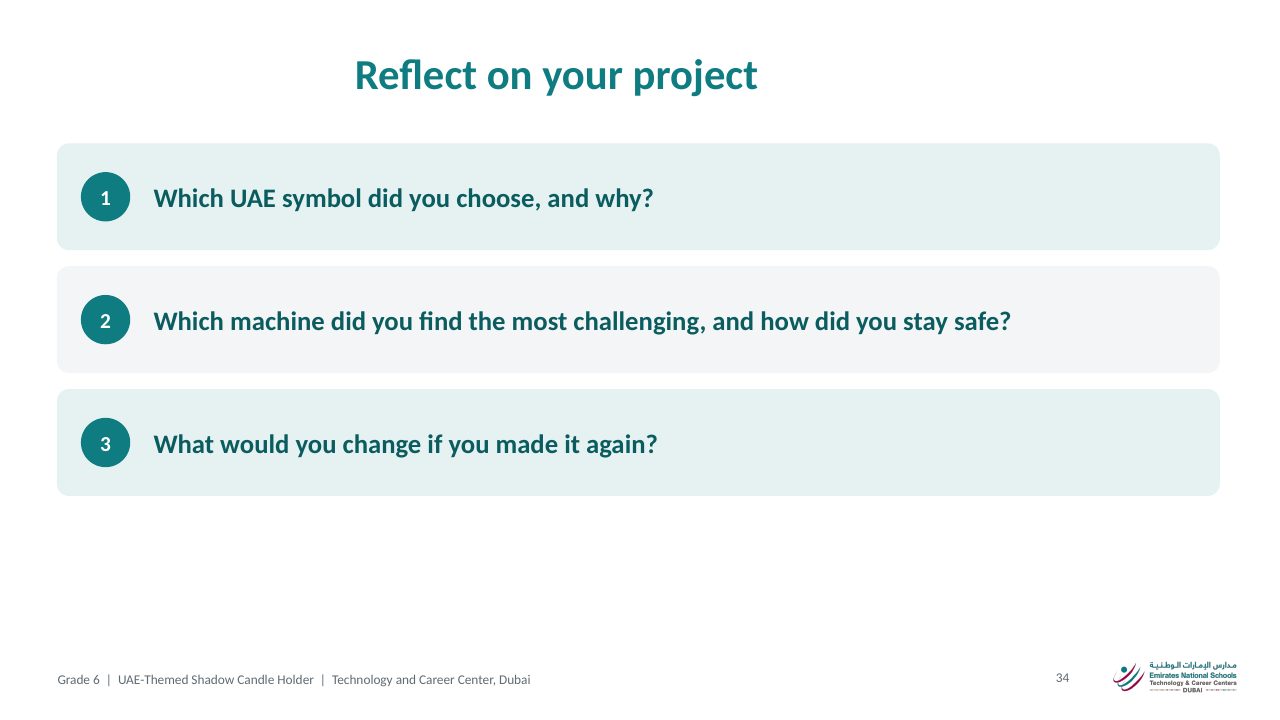 Reflect on your project
1 Which UAE symbol did you choose, and why?
2 Which machine did you find the most challenging, and how did you stay safe?
3 What would you change if you made it again?
Grade 6 | UAE-Themed Shadow Candle Holder | Technology and Career Center, Dubai
34
مدارس الإمارات الوطنية
Emirates National Schools
Technology & Career Centers
DUBAI